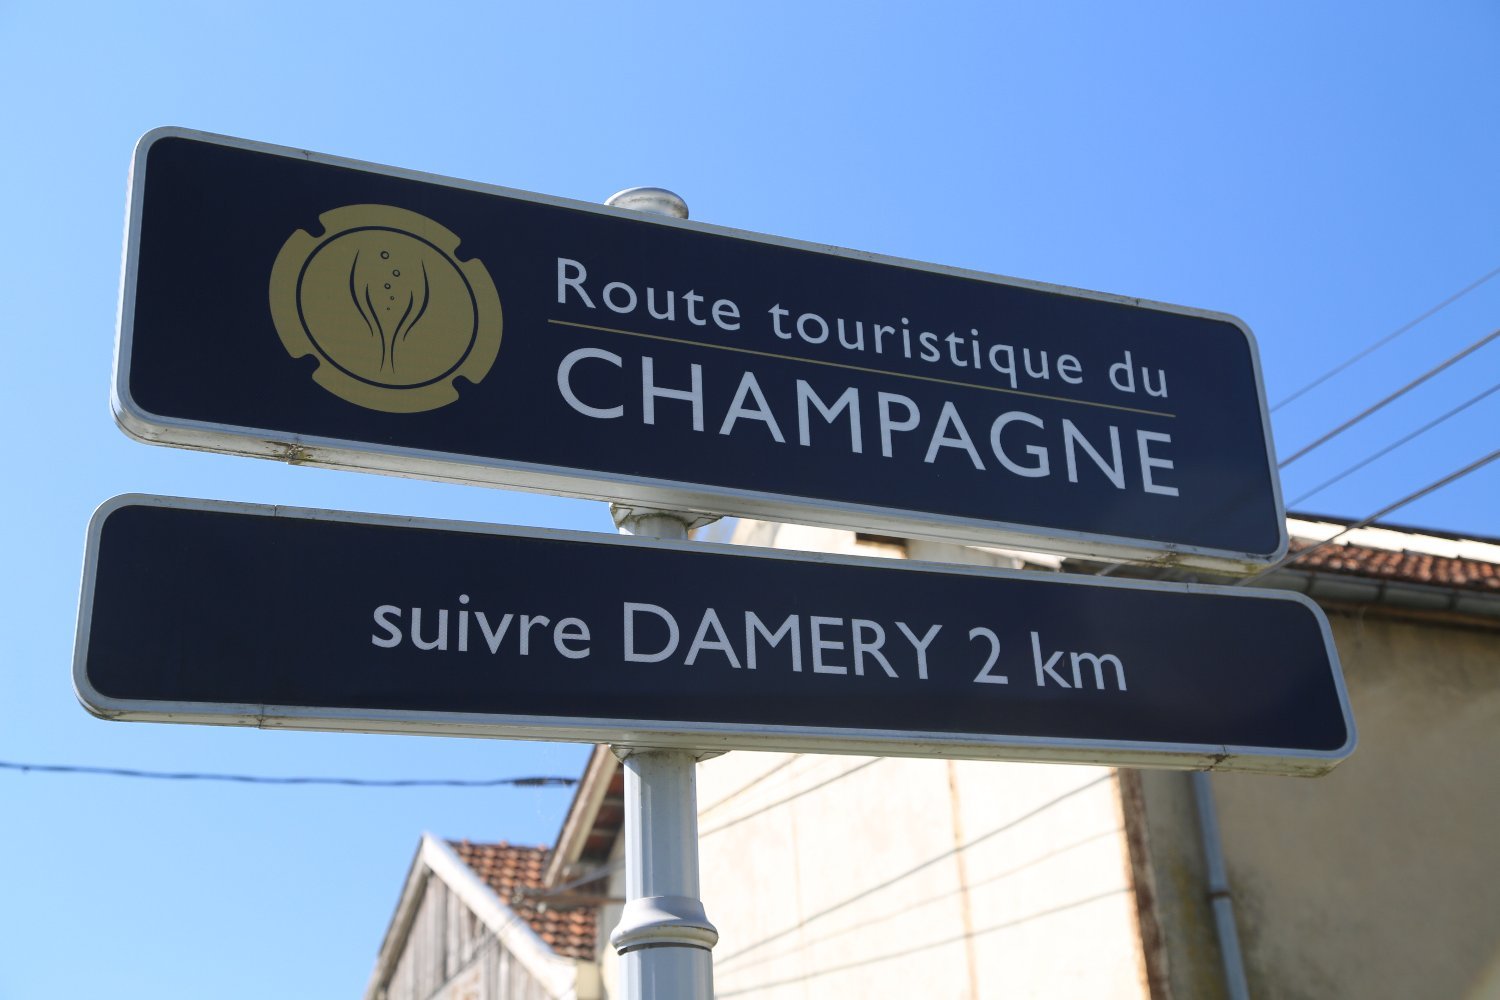 Route touristique du
CHAMPAGNE
suivre DAMERY 2 km